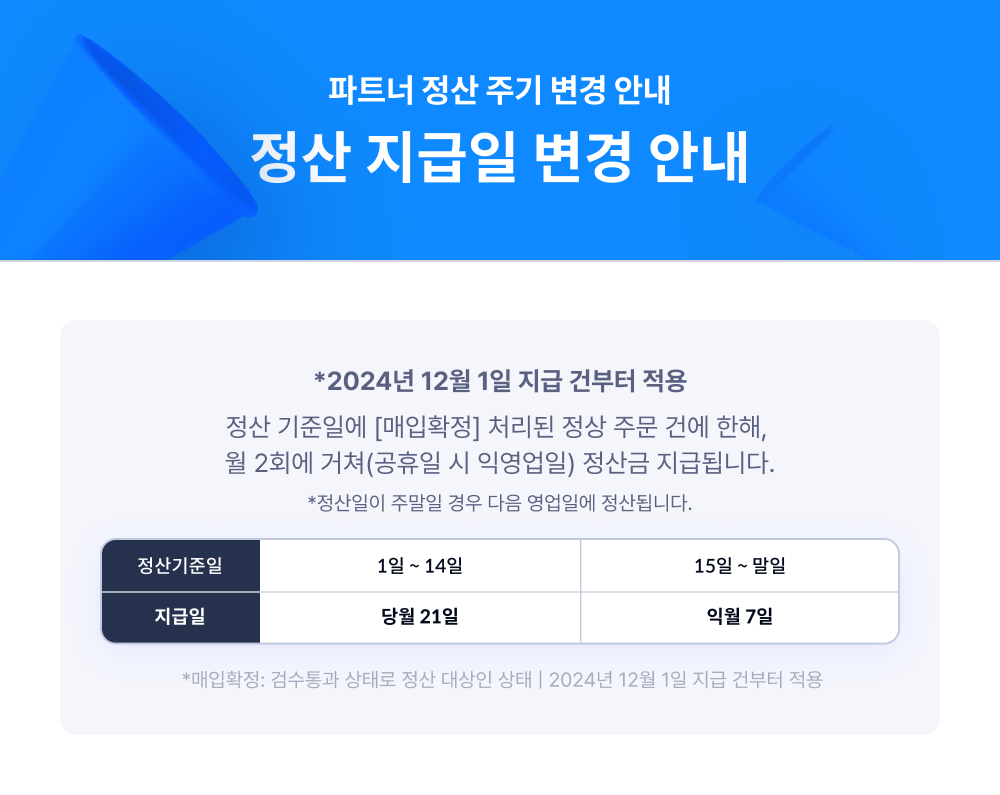 파트너 정산 주기 변경 안내
정산 지급일 변경 안내
*2024년 12월 1일 지급 건부터 적용
정산 기준일에 [매입확정] 처리된 정상 주문 건에 한해,
월 2회에 거쳐(공휴일 시 익영업일) 정산금 지급됩니다.
*정산일이 주말일 경우 다음 영업일에 정산됩니다.
정산기준일 1일 ~ 14일 15일 ~ 말일
지급일 당월 21일 익월 7일
*매입확정: 검수통과 상태로 정산 대상인 상태 | 2024년 12월 1일 지급 건부터 적용